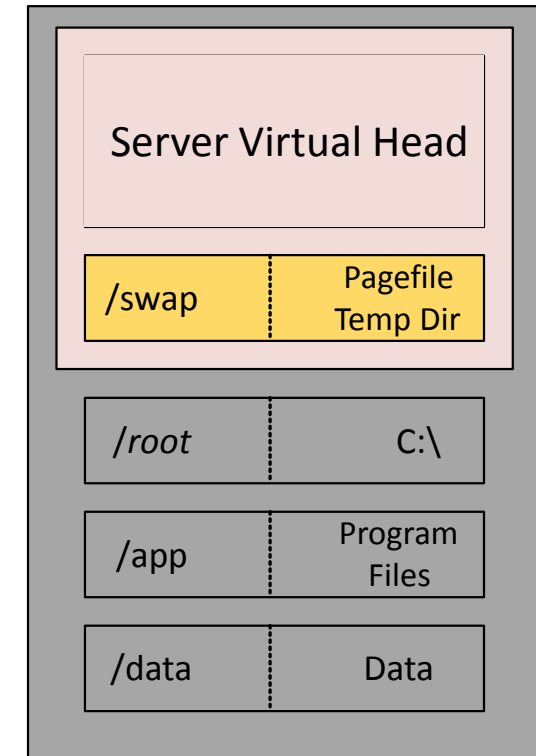 Server Virtual Head
/swap
Pagefile
Temp Dir
/root
C:\
/app
Program
Files
/data
Data